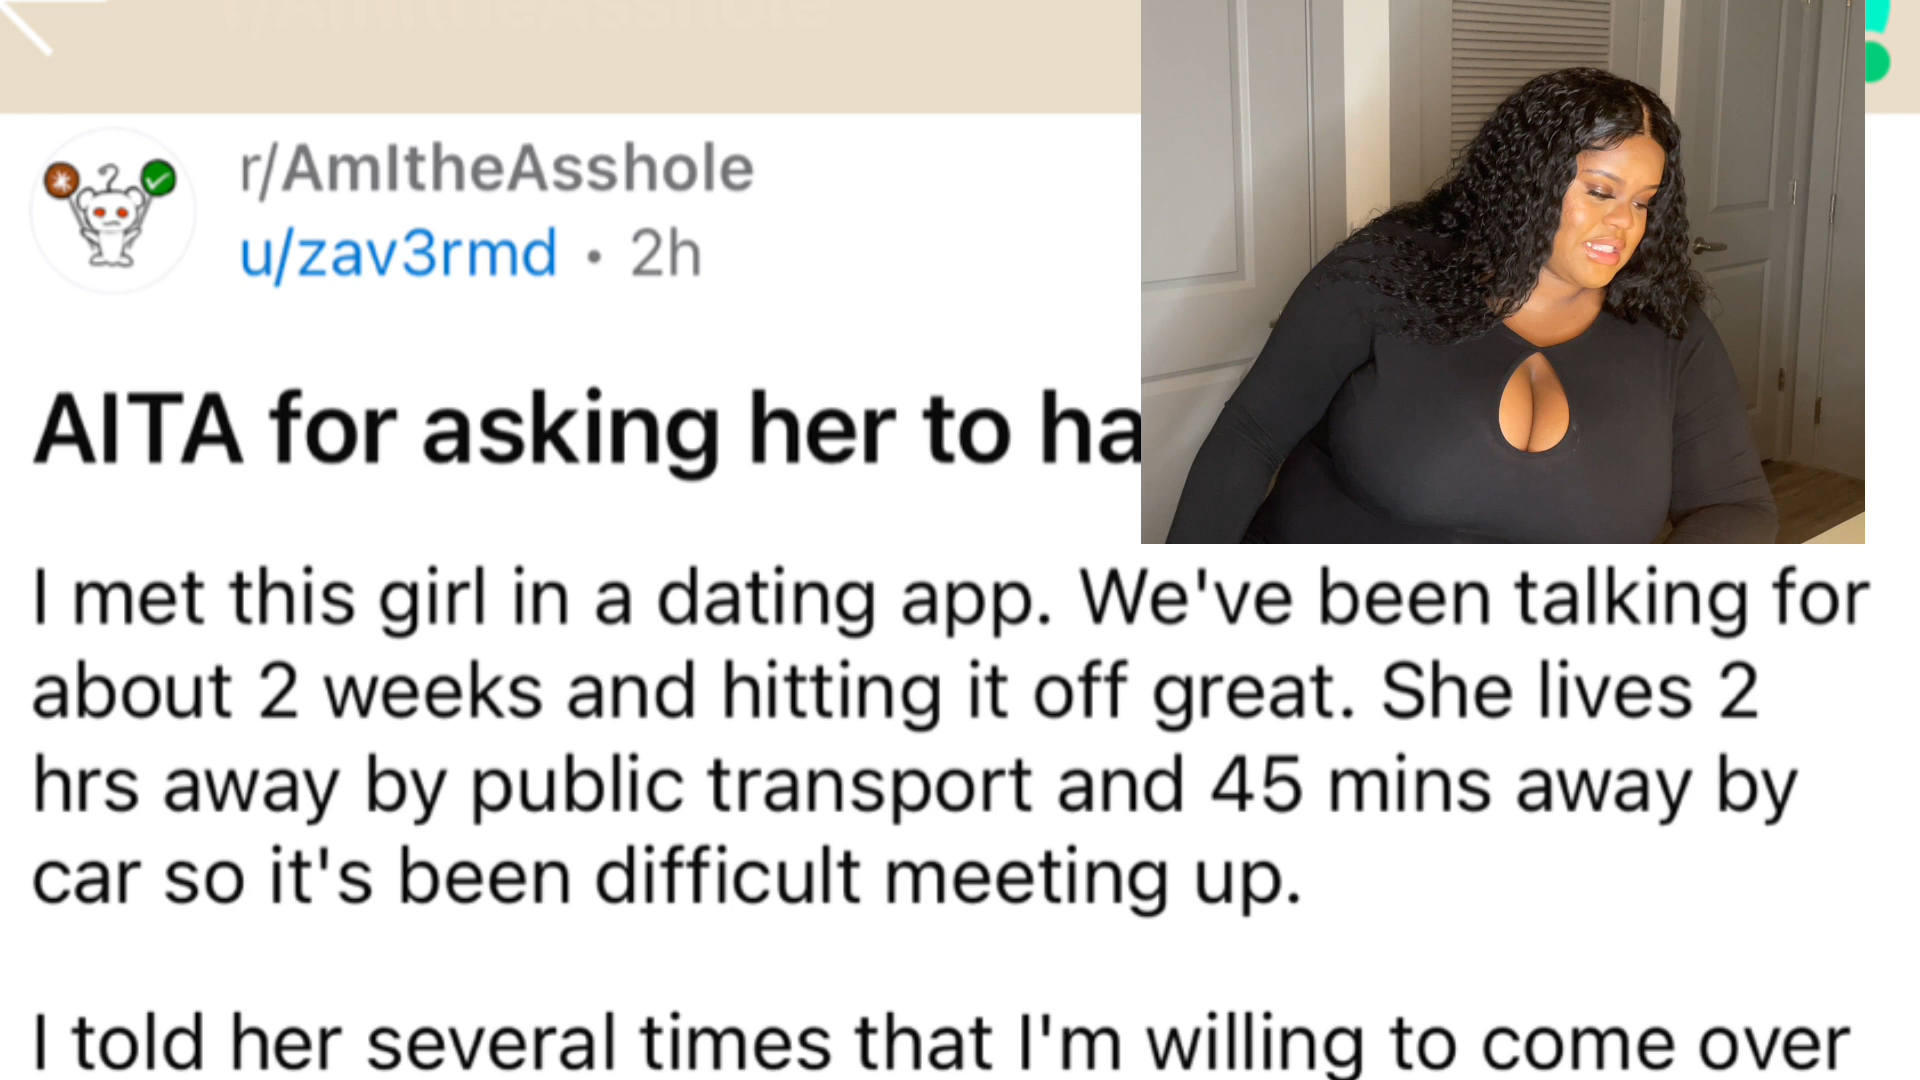 r/AmItheAsshole
r/AmItheAsshole
u/zav3rmd • 2h
AITA for asking her to ha
I met this girl in a dating app. We've been talking for
about 2 weeks and hitting it off great. She lives 2
hrs away by public transport and 45 mins away by
car so it's been difficult meeting up.
I told her several times that I'm willing to come over